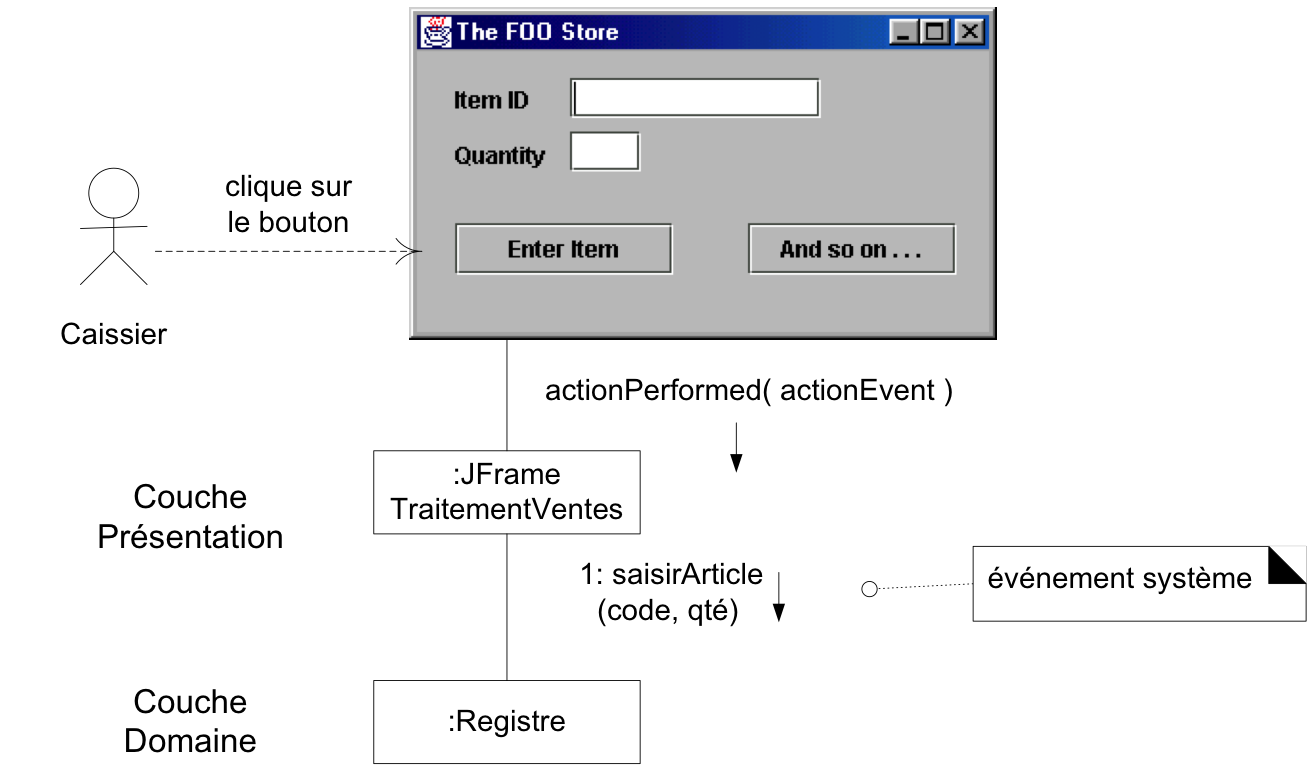 The FOO Store
Item ID
Quantity
clique sur
le bouton
Enter Item
And so on . . .
Caissier
actionPerformed( actionEvent )
:JFrame
TraitementVentes
Couche
Présentation
1: saisirArticle
(code, qté)
événement système
Couche
Domaine
:Registre